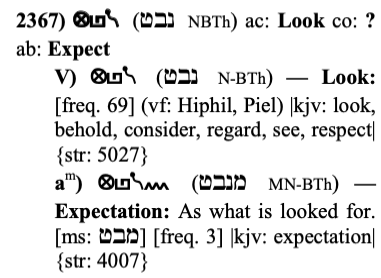 2367) (נבט NBTh) ac: Look co: ?
ab: Expect
V) (נבט N-BTh) — Look:
[freq. 69] (vf: Hiphil, Piel) |kjv: look,
behold, consider, regard, see, respect|
{str: 5027}
aᵐ) (מנבט MN-BTh) —
Expectation: As what is looked for.
[ms: מבט] [freq. 3] |kjv: expectation|
{str: 4007}